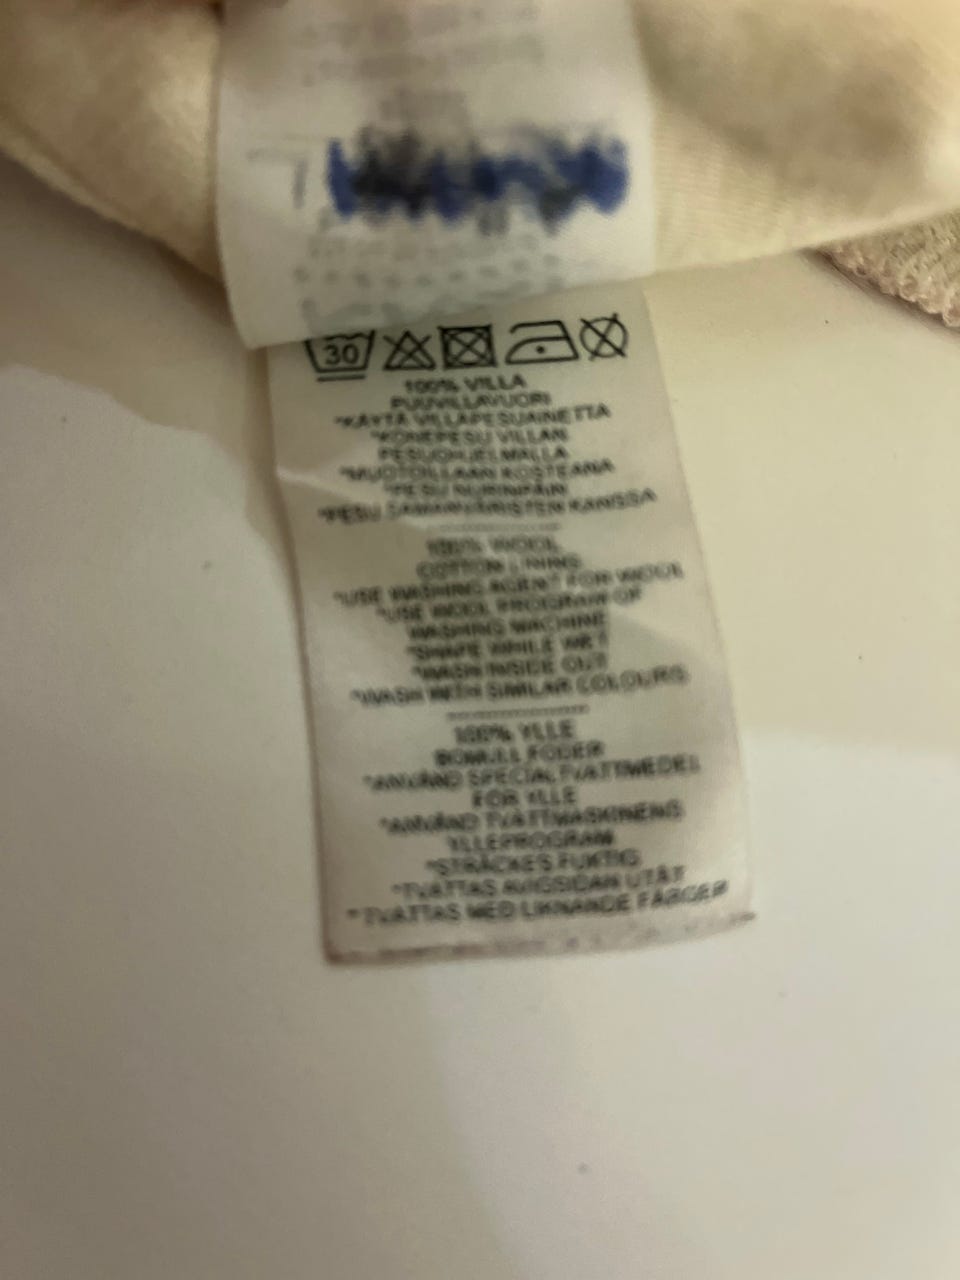 30
100% VILLA
PUUVILLAVUORI
*KÄYTÄ VILLAPESUAINETTA
*KONEPESU VILLAN
PESUOHJELMALLA
*MUOTOILLAAN KOSTEANA
*PESU NURINPÄIN
*PESU SAMANVÄRISTEN KANSSA
100% WOOL
COTTON LINING
*USE WASHING AGENT FOR WOOL
*USE WOOL PROGRAM OF
WASHING MACHINE
*SHAPE WHILE WET
*WASH INSIDE OUT
*WASH WITH SIMILAR COLOURS
100% YLLE
BOMULL FODER
*ANVÄND SPECIAL TVÄTTMEDEL
FÖR YLLE
*ANVÄND TVÄTTMASKINENS
YLLEPROGRAM
*STRÄCKES FUKTIG
*TVÄTTAS AVIGSIDAN UTÅT
*TVÄTTAS MED LIKNANDE FÄRGER